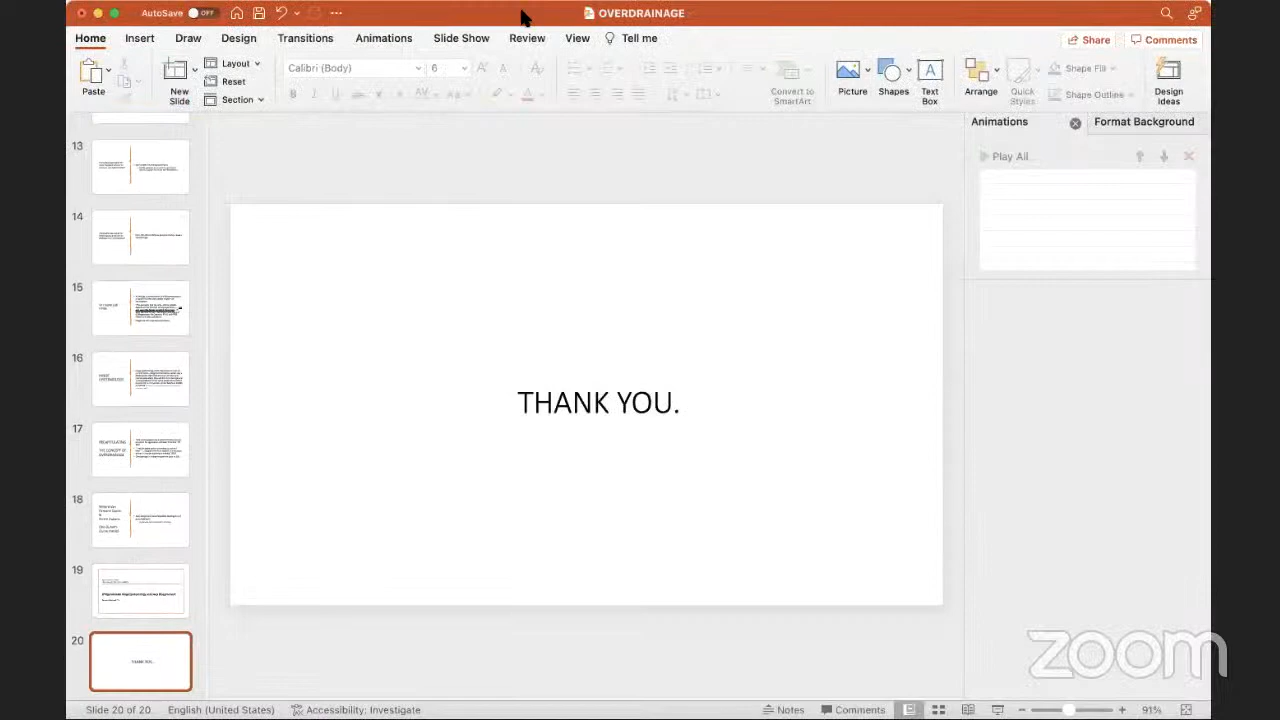 AutoSave OFF
OVERDRAINAGE
Home Insert Draw Design Transitions Animations Slide Show Review View Tell me
Share Comments
Paste
New Slide
Layout
Reset
Section
Calibri (Body) 6
Convert to SmartArt
Picture Shapes Text Box
Arrange Quick Styles
Shape Fill
Shape Outline
Design Ideas
Animations
Format Background
Play All
13
14
15
16
17
18
19
20
THANK YOU.
zoom
Slide 20 of 20 English (United States) Accessibility: Investigate
Notes Comments 91%